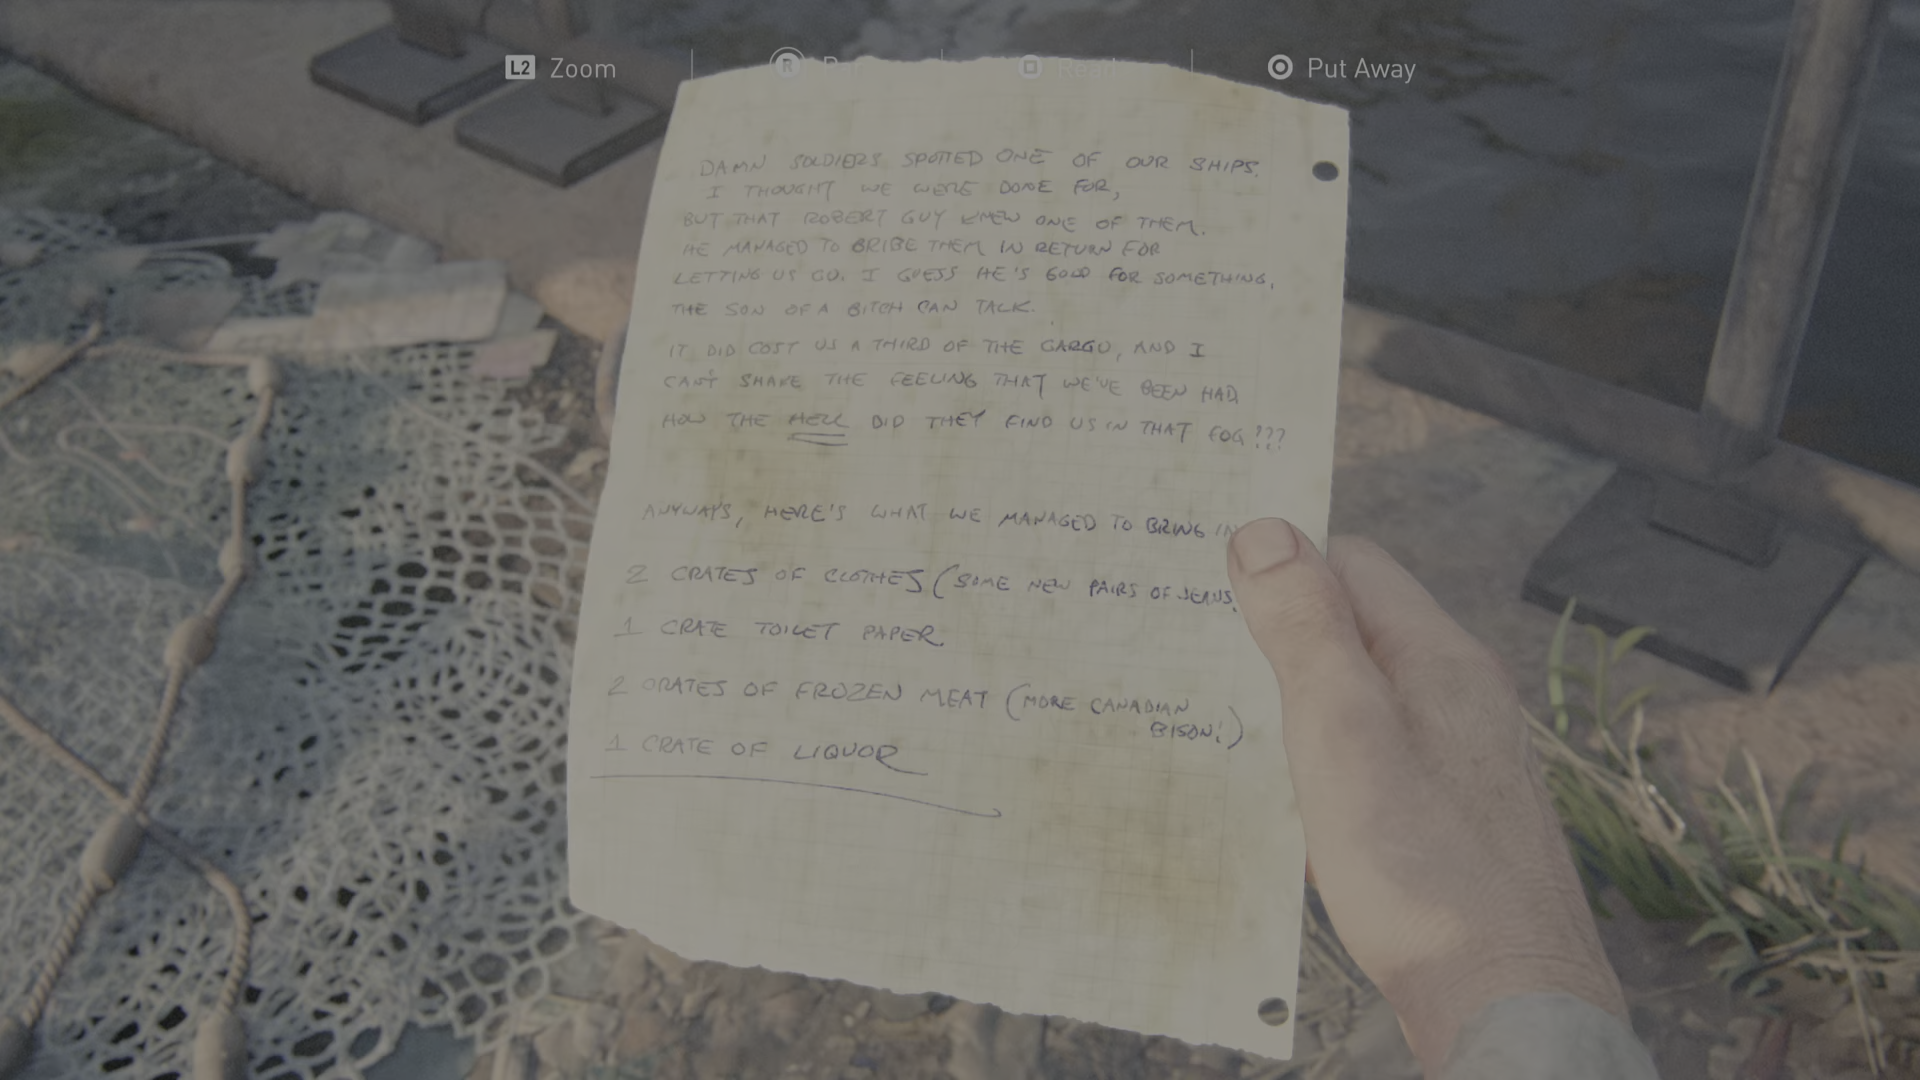 L2 Zoom R Read Put Away
DAMN SOLDIERS SPOTTED ONE OF OUR SHIPS.
I THOUGHT WE WERE DONE FOR,
BUT THAT ROBERT GUY KNEW ONE OF THEM.
HE MANAGED TO BRIBE THEM IN RETURN FOR
LETTING US GO. I GUESS HE'S GOOD FOR SOMETHING,
THE SON OF A BITCH CAN TALK.
IT DID COST US A THIRD OF THE CARGO, AND I
CAN'T SHAKE THE FEELING THAT WE'VE BEEN HAD.
HOW THE HELL DID THEY FIND US IN THAT FOG???
ANYWAYS, HERE'S WHAT WE MANAGED TO BRING IN
2 CRATES OF CLOTHES (SOME NEW PAIRS OF JEANS.
1 CRATE TOILET PAPER.
2 CRATES OF FROZEN MEAT (MORE CANADIAN
BISON!)
1 CRATE OF LIQUOR